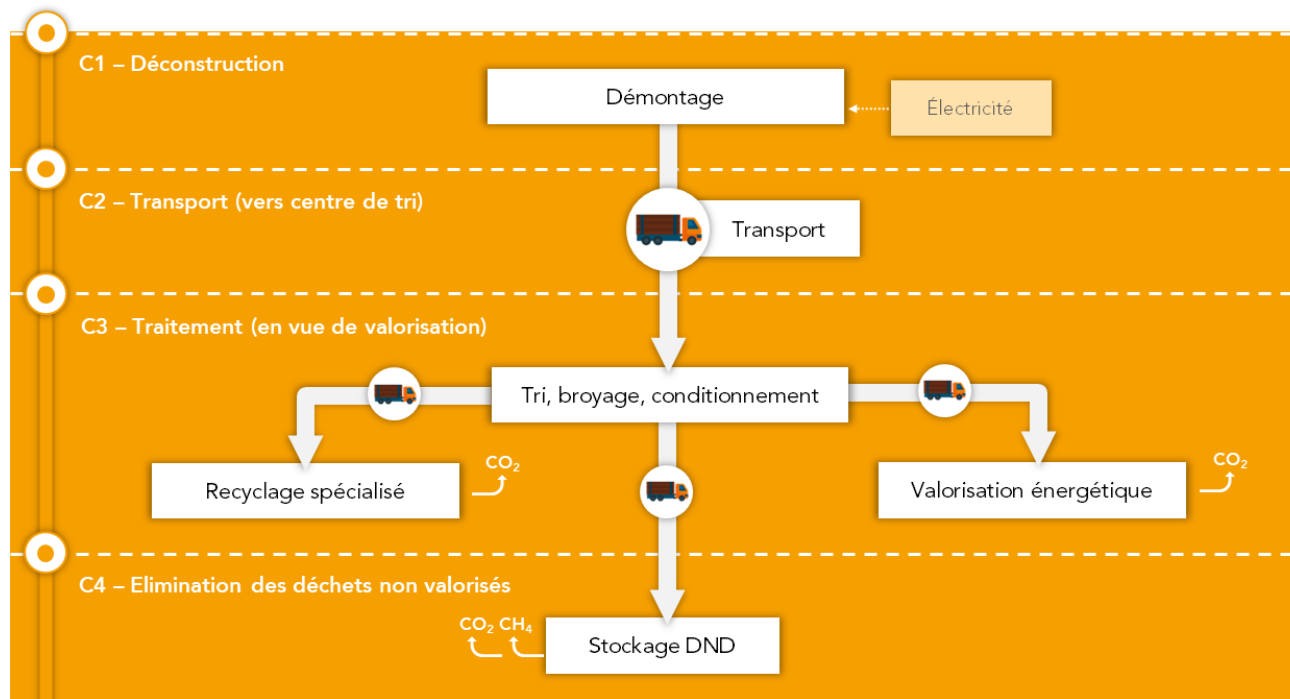 C1 – Déconstruction
Démontage
Électricité
C2 – Transport (vers centre de tri)
Transport
C3 – Traitement (en vue de valorisation)
Tri, broyage, conditionnement
Recyclage spécialisé
CO₂
Valorisation énergétique
CO₂
C4 – Elimination des déchets non valorisés
CO₂ CH₄
Stockage DND